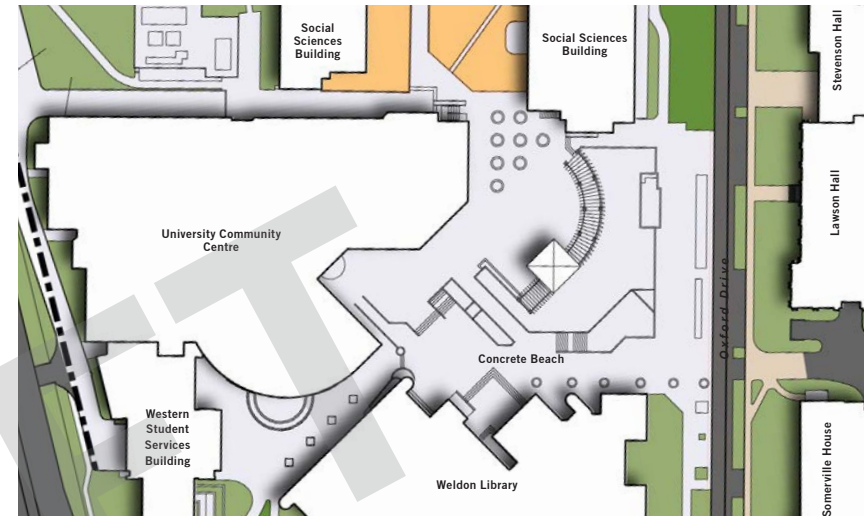 Social
Sciences
Building
Social Sciences
Building
Stevenson Hall
Lawson Hall
University Community
Centre
Oxford Drive
Concrete Beach
Western
Student
Services
Building
Weldon Library
Somerville House
FT